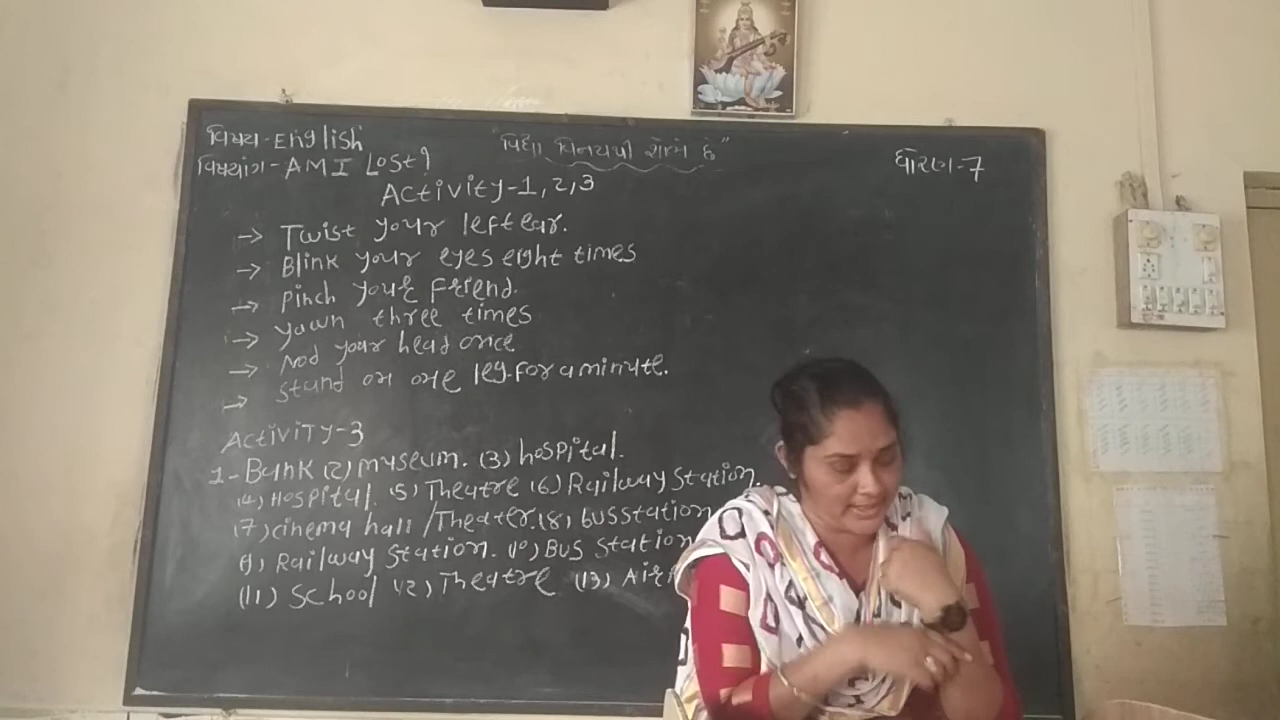 વિષય-English
"વિદ્યા વિનયથી શોભે છે"
ધોરણ-7
વિષયાંગ-AM I Lost?
Activity-1,2,3
→ Twist your left ear.
→ Blink your eyes eight times
→ Pinch your friend.
→ yawn three times
→ Nod your head once
→ Stand on one leg.for a minute.
Activity-3
1-Bank (2) museum. (3) hospital.
(4) Hospital. (5) Theatre (6) Railway Station.
(7) cinema hall /Theater.(8) busstation
(9) Railway Station. (10) Bus Station
(11) School (12) Theatre (13)